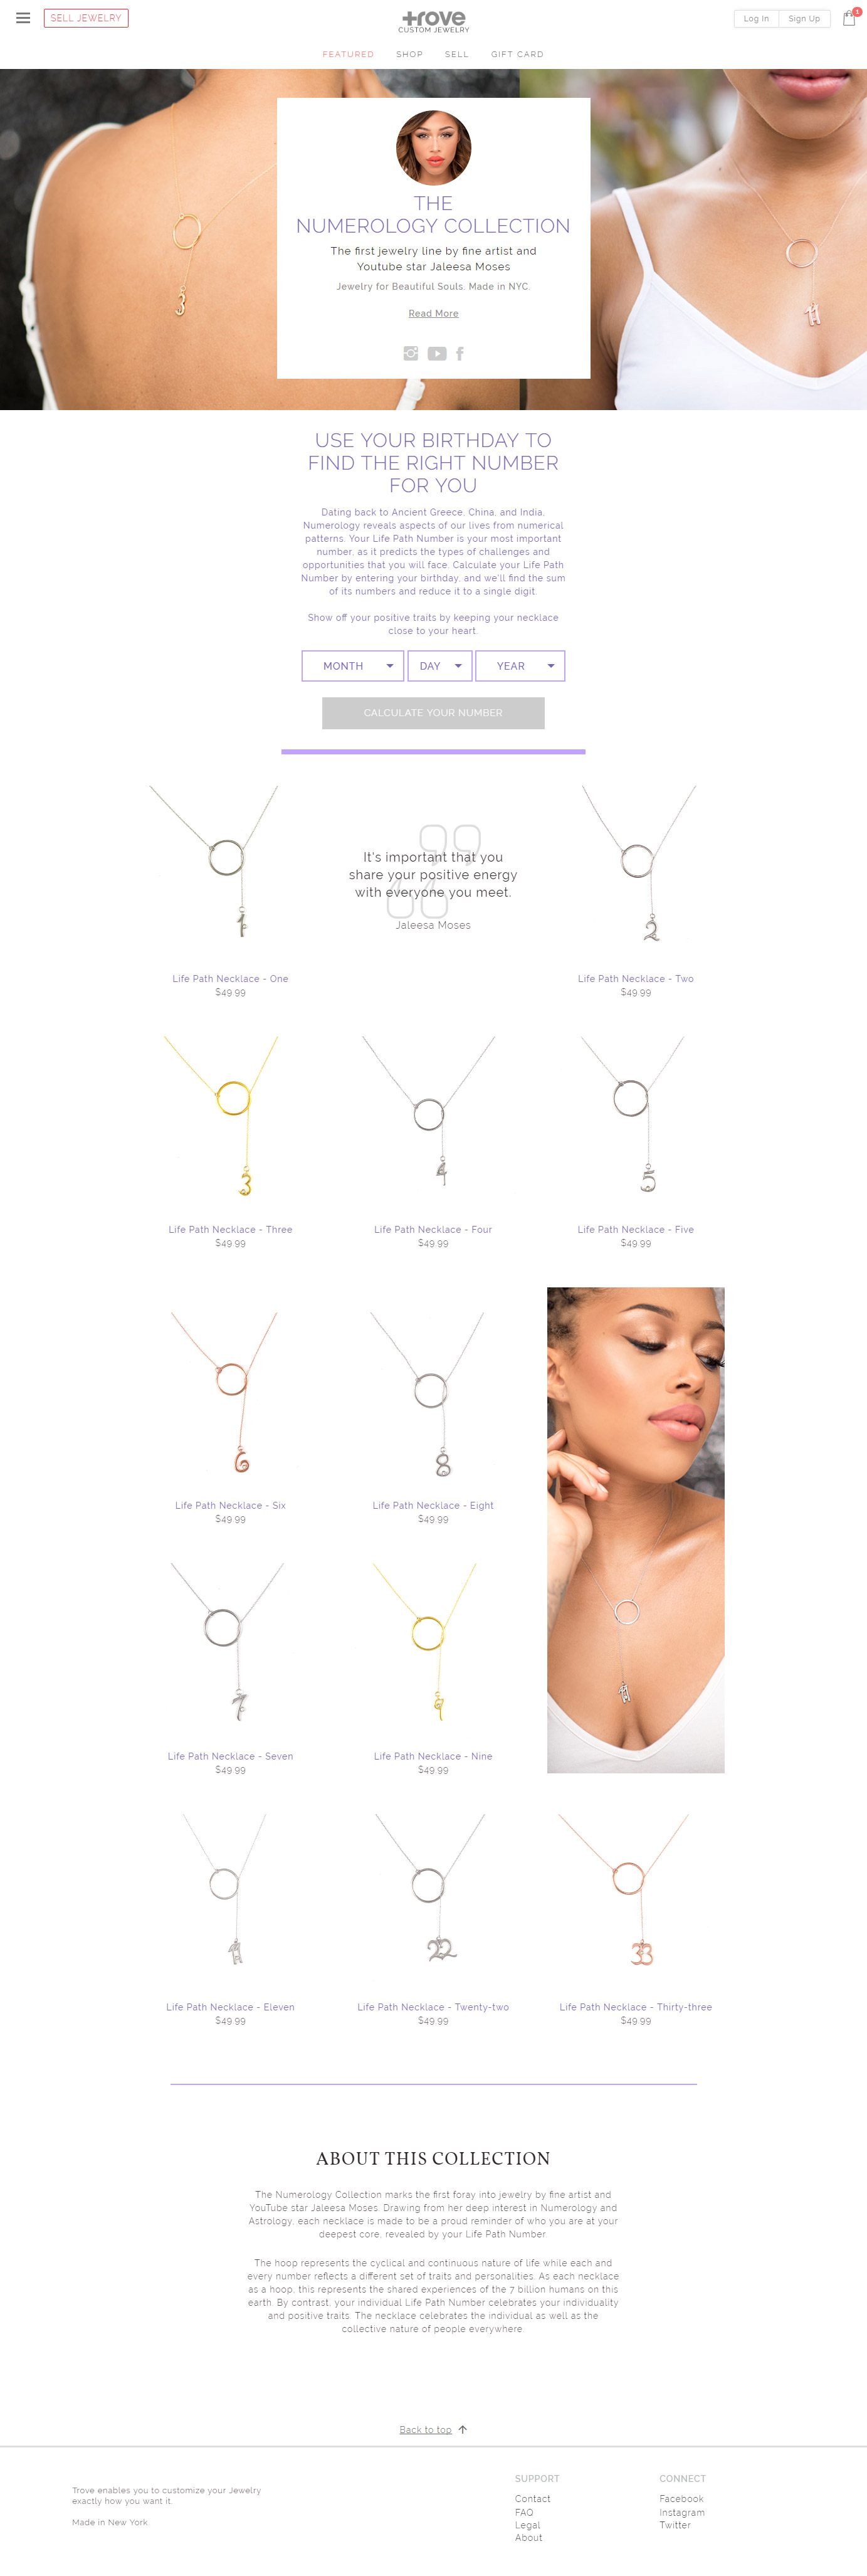 SELL JEWELRY
trove
CUSTOM JEWELRY
Log In
Sign Up
1
FEATURED
SHOP
SELL
GIFT CARD
3
11
THE
NUMEROLOGY COLLECTION
The first jewelry line by fine artist and
Youtube star Jaleesa Moses
Jewelry for Beautiful Souls. Made in NYC.
Read More
USE YOUR BIRTHDAY TO
FIND THE RIGHT NUMBER
FOR YOU
Dating back to Ancient Greece, China, and India,
Numerology reveals aspects of our lives from numerical
patterns. Your Life Path Number is your most important
number, as it predicts the types of challenges and
opportunities that you will face. Calculate your Life Path
Number by entering your birthday, and we'll find the sum
of its numbers and reduce it to a single digit.
Show off your positive traits by keeping your necklace
close to your heart.
MONTH
DAY
YEAR
CALCULATE YOUR NUMBER
1
It's important that you
share your positive energy
with everyone you meet.
Jaleesa Moses
2
Life Path Necklace - One
$49.99
Life Path Necklace - Two
$49.99
3
4
5
Life Path Necklace - Three
$49.99
Life Path Necklace - Four
$49.99
Life Path Necklace - Five
$49.99
6
8
Life Path Necklace - Six
$49.99
Life Path Necklace - Eight
$49.99
7
9
11
Life Path Necklace - Seven
$49.99
Life Path Necklace - Nine
$49.99
11
22
33
Life Path Necklace - Eleven
$49.99
Life Path Necklace - Twenty-two
$49.99
Life Path Necklace - Thirty-three
$49.99
ABOUT THIS COLLECTION
The Numerology Collection marks the first foray into jewelry by fine artist and
YouTube star Jaleesa Moses. Drawing from her deep interest in Numerology and
Astrology, each necklace is made to be a proud reminder of who you are at your
deepest core, revealed by your Life Path Number.
The hoop represents the cyclical and continuous nature of life while each and
every number reflects a different set of traits and personalities. As each necklace
as a hoop, this represents the shared experiences of the 7 billion humans on this
earth. By contrast, your individual Life Path Number celebrates your individuality
and positive traits. The necklace celebrates the individual as well as the
collective nature of people everywhere.
Back to top
Trove enables you to customize your Jewelry
exactly how you want it.
Made in New York
SUPPORT
Contact
FAQ
Legal
About
CONNECT
Facebook
Instagram
Twitter